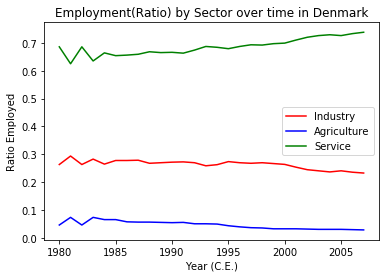 Employment(Ratio) by Sector over time in Denmark
0.7
0.6
0.5
0.4
0.3
0.2
0.1
0.0
Ratio Employed
Industry
Agriculture
Service
1980 1985 1990 1995 2000 2005
Year (C.E.)